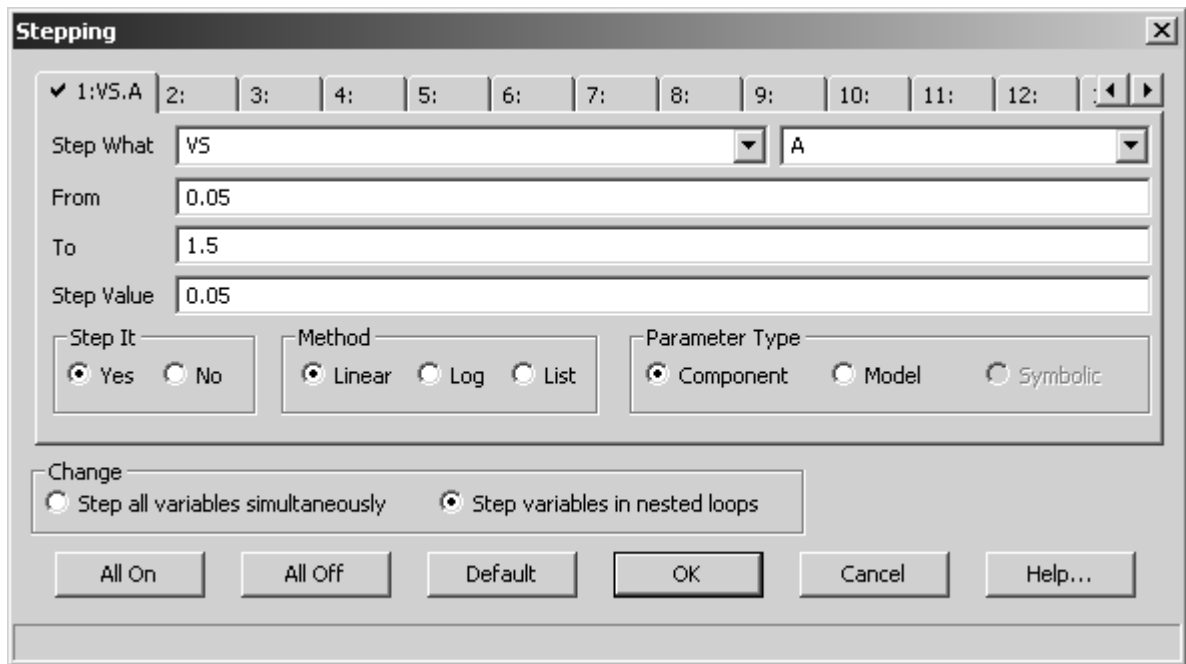 Stepping
1:VS.A 2: 3: 4: 5: 6: 7: 8: 9: 10: 11: 12:
Step What VS A
From 0.05
To 1.5
Step Value 0.05
Step It Method Parameter Type
Yes No Linear Log List Component Model Symbolic
Change
Step all variables simultaneously Step variables in nested loops
All On All Off Default OK Cancel Help...